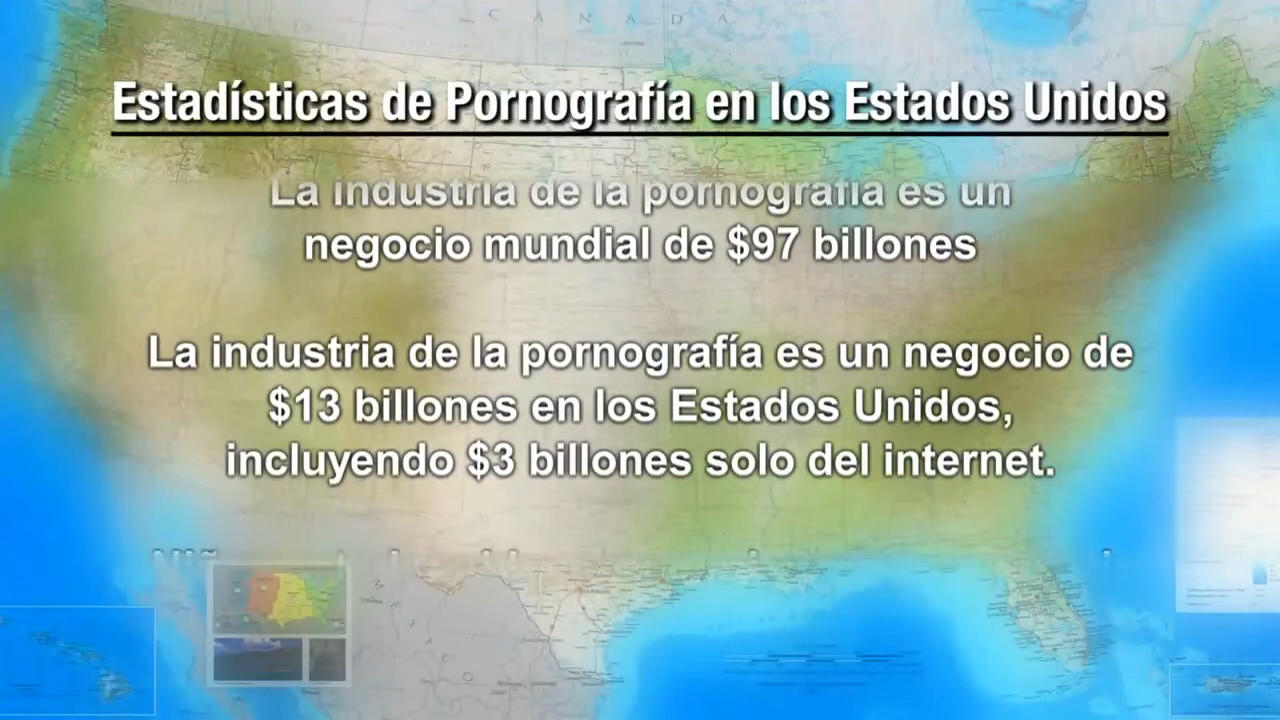 CANADA
Estadísticas de Pornografía en los Estados Unidos
La industria de la pornografía es un
negocio mundial de $97 billones
La industria de la pornografía es un negocio de
$13 billones en los Estados Unidos,
incluyendo $3 billones solo del internet.